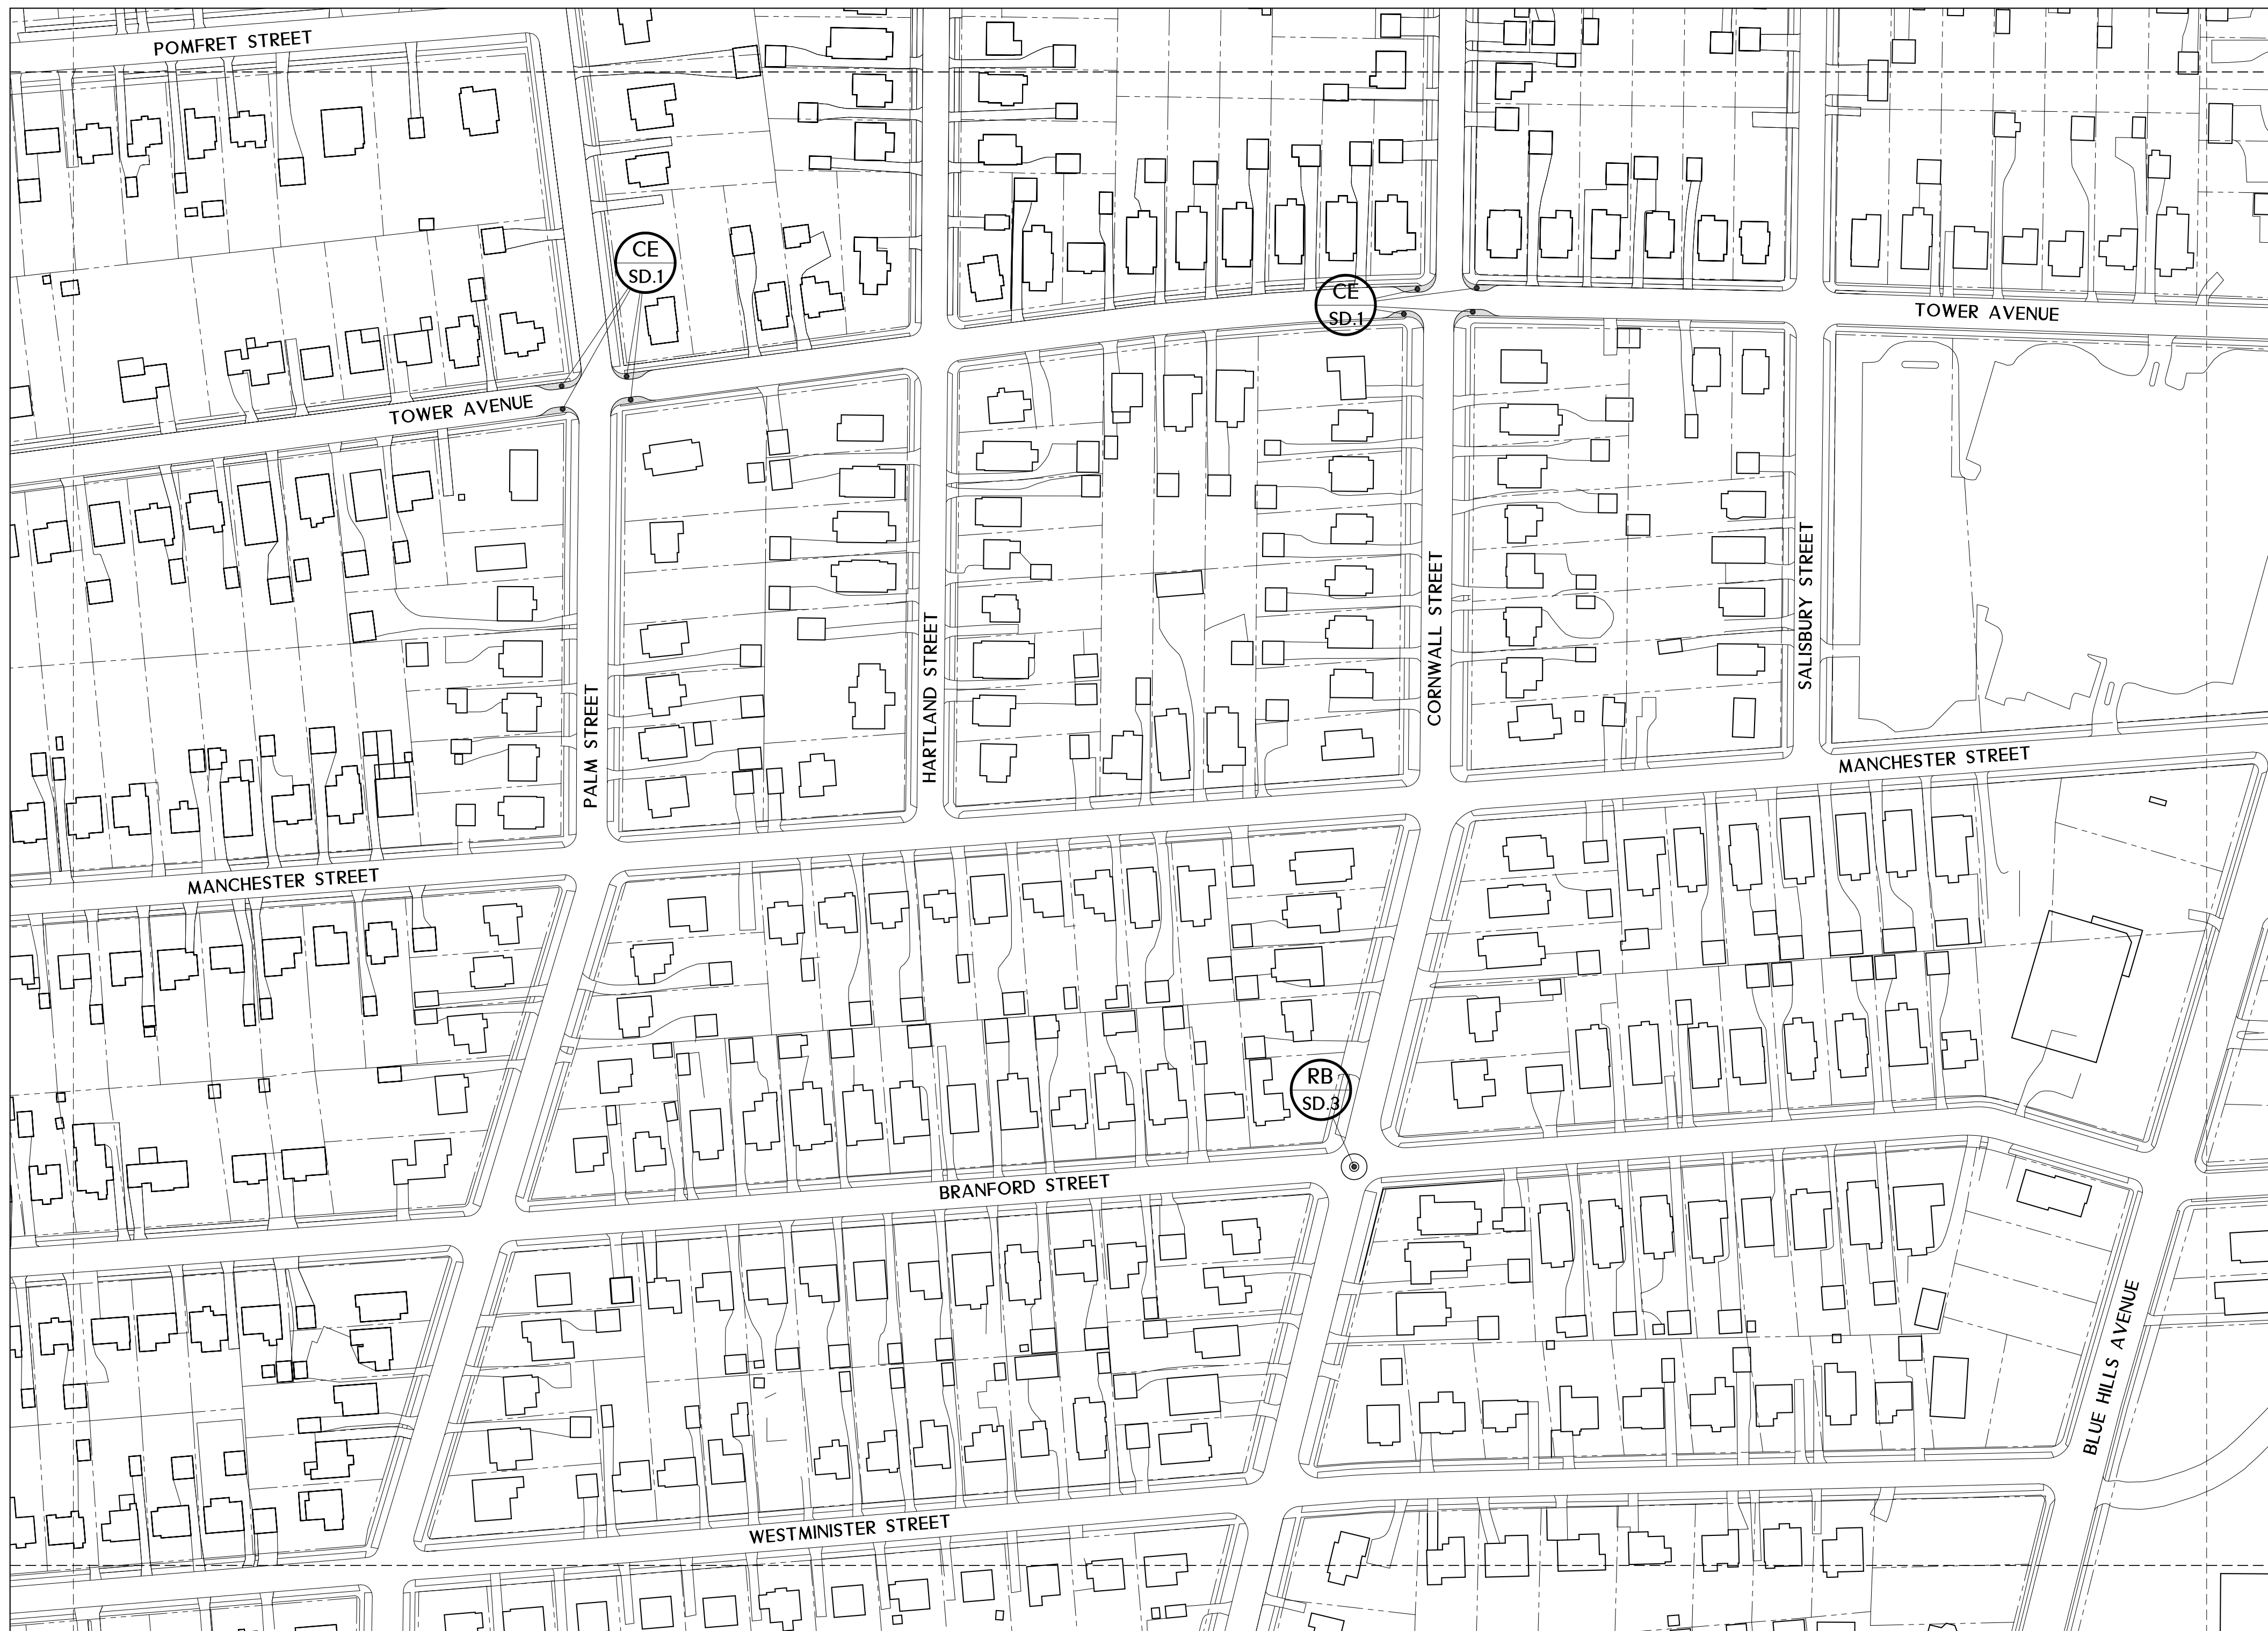 POMFRET STREET
CE
SD.1
CE
SD.1
TOWER AVENUE
TOWER AVENUE
PALM STREET
HARTLAND STREET
CORNWALL STREET
SALISBURY STREET
MANCHESTER STREET
MANCHESTER STREET
RB
SD.3
BRANFORD STREET
BLUE HILLS AVENUE
WESTMINISTER STREET